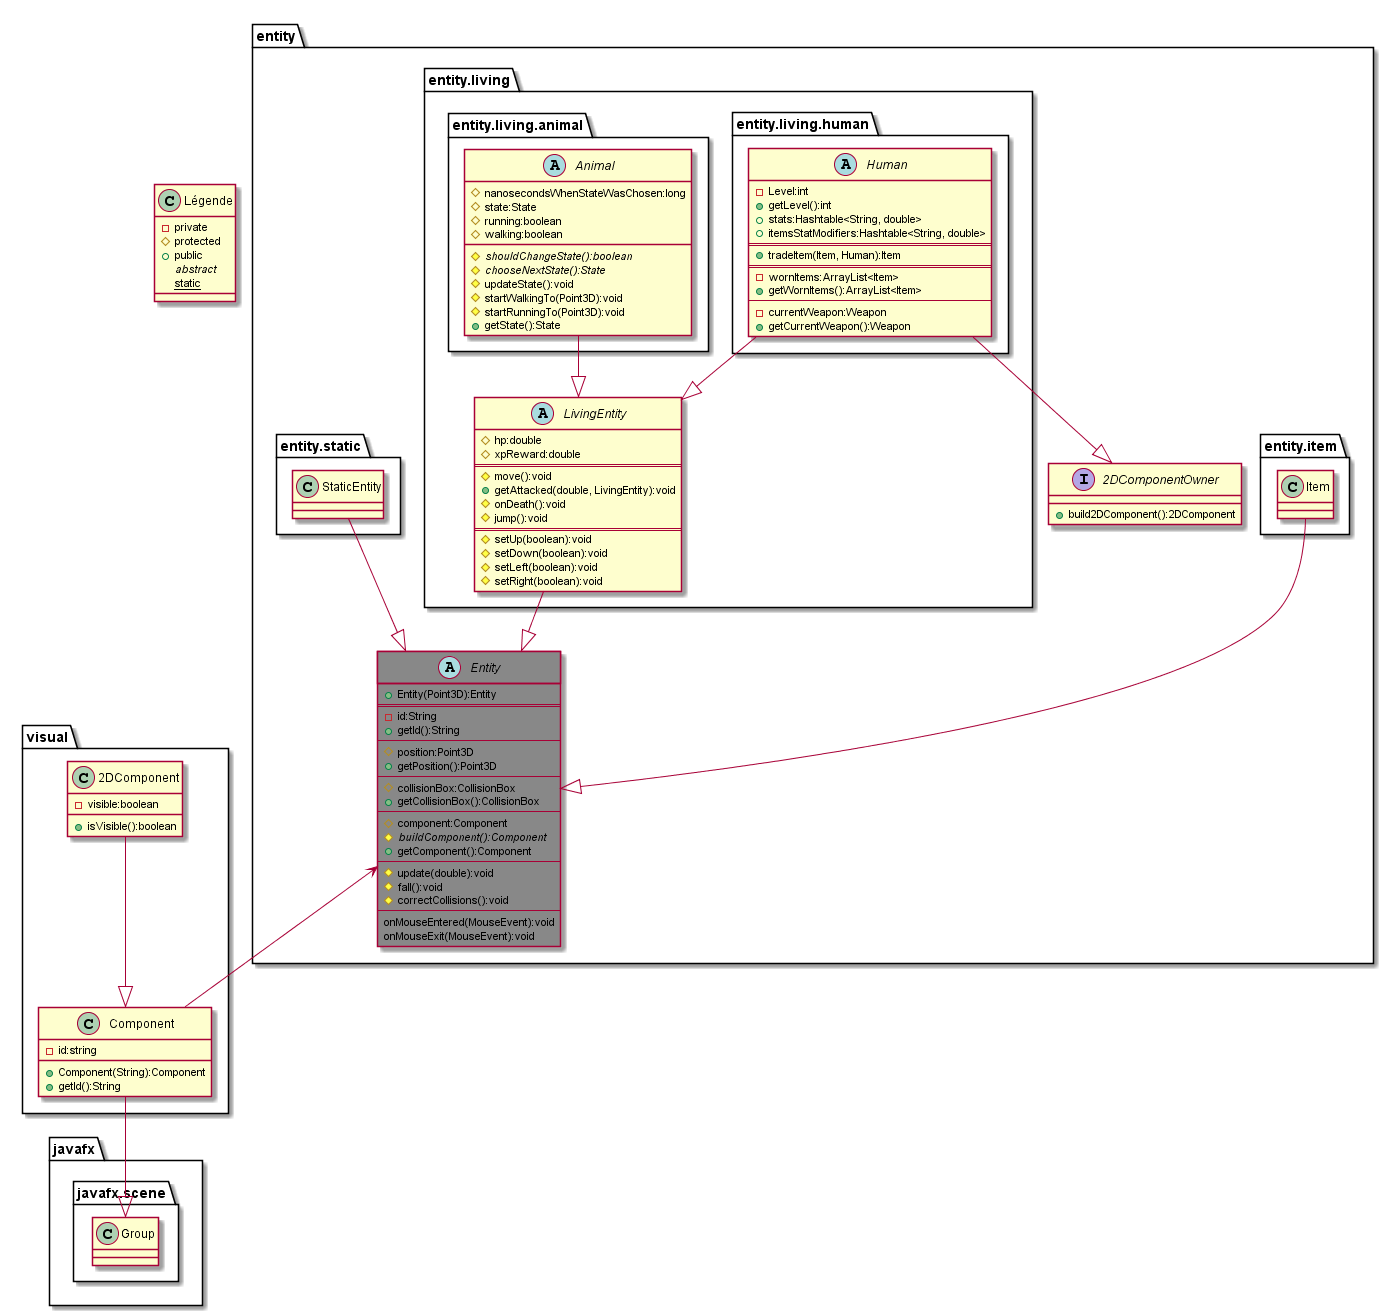 entity
entity.living
entity.living.animal
A Animal
nanosecondsWhenStateWasChosen:long
state:State
running:boolean
walking:boolean
shouldChangeState():boolean
chooseNextState():State
updateState():void
startWalkingTo(Point3D):void
startRunningTo(Point3D):void
getState():State
entity.living.human
A Human
Level:int
getLevel():int
stats:Hashtable<String, double>
itemsStatModifiers:Hashtable<String, double>
tradeItem(Item, Human):Item
wornItems:ArrayList<Item>
getWornItems():ArrayList<Item>
currentWeapon:Weapon
getCurrentWeapon():Weapon
C Légende
private
protected
public
abstract
static
A LivingEntity
hp:double
xpReward:double
move():void
getAttacked(double, LivingEntity):void
onDeath():void
jump():void
setUp(boolean):void
setDown(boolean):void
setLeft(boolean):void
setRight(boolean):void
entity.static
C StaticEntity
I 2DComponentOwner
build2DComponent():2DComponent
entity.item
C Item
A Entity
Entity(Point3D):Entity
id:String
getId():String
position:Point3D
getPosition():Point3D
collisionBox:CollisionBox
getCollisionBox():CollisionBox
component:Component
buildComponent():Component
getComponent():Component
update(double):void
fall():void
correctCollisions():void
onMouseEntered(MouseEvent):void
onMouseExit(MouseEvent):void
visual
C 2DComponent
visible:boolean
isVisible():boolean
C Component
id:string
Component(String):Component
getId():String
javafx
javafx.scene
C Group